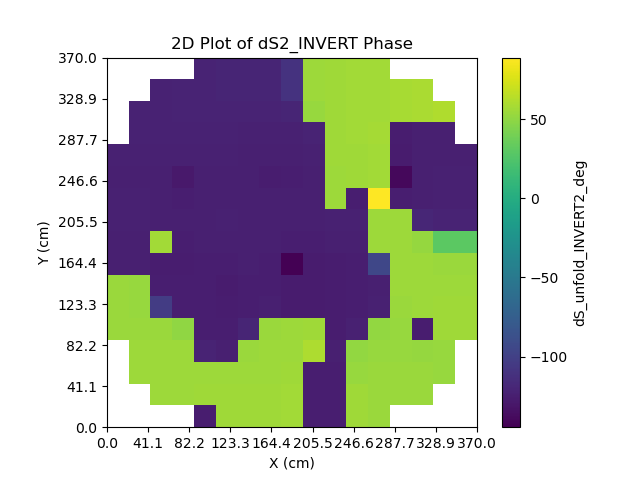 2D Plot of dS2_INVERT Phase
370.0
328.9
287.7
246.6
205.5
164.4
123.3
82.2
41.1
0.0
Y (cm)
0.0 41.1 82.2 123.3 164.4 205.5 246.6 287.7 328.9 370.0
X (cm)
50
0
−50
−100
dS_unfold_INVERT2_deg